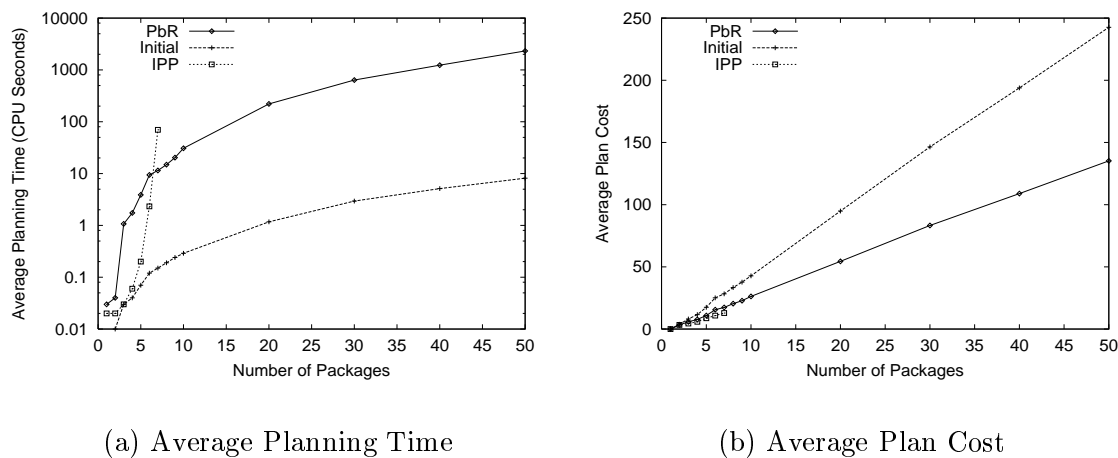 PbR
Initial
IPP
Average Planning Time (CPU Seconds)
10000
1000
100
10
1
0.1
0.01
0 5 10 15 20 25 30 35 40 45 50
Number of Packages
(a) Average Planning Time
PbR
Initial
IPP
Average Plan Cost
250
200
150
100
50
0
0 5 10 15 20 25 30 35 40 45 50
Number of Packages
(b) Average Plan Cost